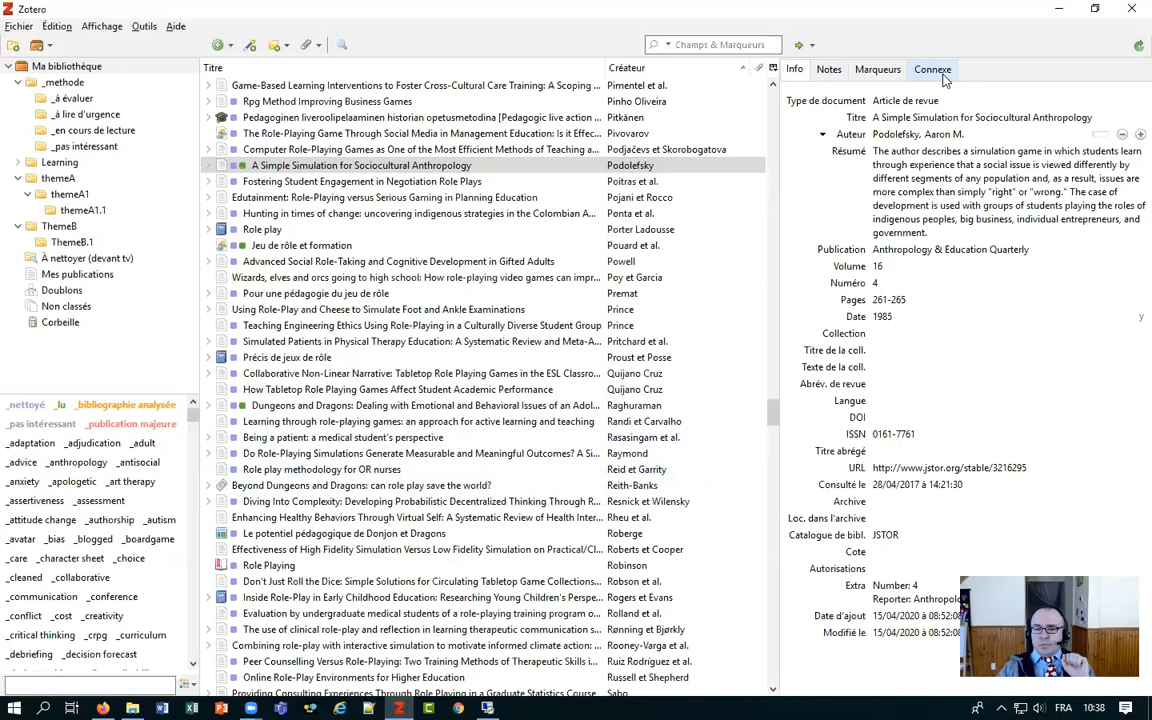 Zotero
Fichier Édition Affichage Outils Aide
Champs & Marqueurs
Ma bibliothèque
_methode
_à évaluer
_à lire d'urgence
_en cours de lecture
_pas intéressant
Learning
themeA
themeA1
themeA1.1
ThemeB
ThemeB.1
À nettoyer (devant tv)
Mes publications
Doublons
Non classés
Corbeille
_nettoyé _lu _bibliographie analysée
_pas intéressant _publication majeure
_adaptation _adjudication _adult
_advice _anthropology _antisocial
_anxiety _apologetic _art therapy
_assertiveness _assessment
_attitude change _authorship _autism
_avatar _bias _blogged _boardgame
_care _character sheet _choice
_cleaned _collaborative
_communication _conference
_conflict _cost _creativity
_critical thinking _crpg _curriculum
_debriefing _decision forecast
Titre Créateur
Game-Based Learning Interventions to Foster Cross-Cultural Care Training: A Scoping ... Pimentel et al.
Rpg Method Improving Business Games Pinho Oliveira
Pedagoginen liveroolipelaaminen historian opetusmetodina [Pedagogic live action ... Pitkänen
The Role-Playing Game Through Social Media in Management Education: Is it Effec... Pivovarov
Computer Role-Playing Games as One of the Most Efficient Methods of Teaching a... Podjačevs et Skorobogatova
A Simple Simulation for Sociocultural Anthropology Podolefsky
Fostering Student Engagement in Negotiation Role Plays Poitras et al.
Edutainment: Role-Playing versus Serious Gaming in Planning Education Pojani et Rocco
Hunting in times of change: uncovering indigenous strategies in the Colombian A... Ponta et al.
Role play Porter Ladousse
Jeu de rôle et formation Pouard et al.
Advanced Social Role-Taking and Cognitive Development in Gifted Adults Powell
Wizards, elves and orcs going to high school: How role-playing video games can impr... Poy et Garcia
Pour une pédagogie du jeu de rôle Premat
Using Role-Play and Cheese to Simulate Foot and Ankle Examinations Prince
Teaching Engineering Ethics Using Role-Playing in a Culturally Diverse Student Group Prince
Simulated Patients in Physical Therapy Education: A Systematic Review and Meta-A... Pritchard et al.
Précis de jeux de rôle Proust et Posse
Collaborative Non-Linear Narrative: Tabletop Role Playing Games in the ESL Classro... Quijano Cruz
How Tabletop Role Playing Games Affect Student Academic Performance Quijano Cruz
Dungeons and Dragons: Dealing with Emotional and Behavioral Issues of an Adol... Raghuraman
Learning through role-playing games: an approach for active learning and teaching Randi et Carvalho
Being a patient: a medical student's perspective Rasasingam et al.
Do Role-Playing Simulations Generate Measurable and Meaningful Outcomes? A Si... Raymond
Role play methodology for OR nurses Reid et Garrity
Beyond Dungeons and Dragons: can role play save the world? Reith-Banks
Diving Into Complexity: Developing Probabilistic Decentralized Thinking Through R... Resnick et Wilensky
Enhancing Healthy Behaviors Through Virtual Self: A Systematic Review of Health Inter... Rheu et al.
Le potentiel pédagogique de Donjon et Dragons Roberge
Effectiveness of High Fidelity Simulation Versus Low Fidelity Simulation on Practical/Cl... Roberts et Cooper
Role Playing Robinson
Don't Just Roll the Dice: Simple Solutions for Circulating Tabletop Game Collections... Robson et al.
Inside Role-Play in Early Childhood Education: Researching Young Children's Perspe... Rogers et Evans
Evaluation by undergraduate medical students of a role-playing training program o... Rolland et al.
The use of clinical role-play and reflection in learning therapeutic communication s... Rønning et Bjørkly
Combining role-play with interactive simulation to motivate informed climate action: ... Rooney-Varga et al.
Peer Counselling Versus Role-Playing: Two Training Methods of Therapeutic Skills i... Ruiz Rodríguez et al.
Online Role-Play Environments for Higher Education Russell et Shepherd
Providing Counseling Experiences Through Role Playing in a Graduate Statistics Course Sabo
Info Notes Marqueurs Connexe
Type de document Article de revue
Titre A Simple Simulation for Sociocultural Anthropology
Auteur Podolefsky, Aaron M.
Résumé The author describes a simulation game in which students learn
through experience that a social issue is viewed differently by
different segments of any population and, as a result, issues are
more complex than simply "right" or "wrong." The case of
development is used with groups of students playing the roles of
indigenous peoples, big business, individual entrepreneurs, and
government.
Publication Anthropology & Education Quarterly
Volume 16
Numéro 4
Pages 261-265
Date 1985 y
Collection
Titre de la coll.
Texte de la coll.
Abrév. de revue
Langue
DOI
ISSN 0161-7761
Titre abrégé
URL http://www.jstor.org/stable/3216295
Consulté le 28/04/2017 à 14:21:30
Archive
Loc. dans l'archive
Catalogue de bibl. JSTOR
Cote
Autorisations
Extra Number: 4
Reporter: Anthropolo
Date d'ajout 15/04/2020 à 08:52:08
Modifié le 15/04/2020 à 08:52:08
FRA 10:38